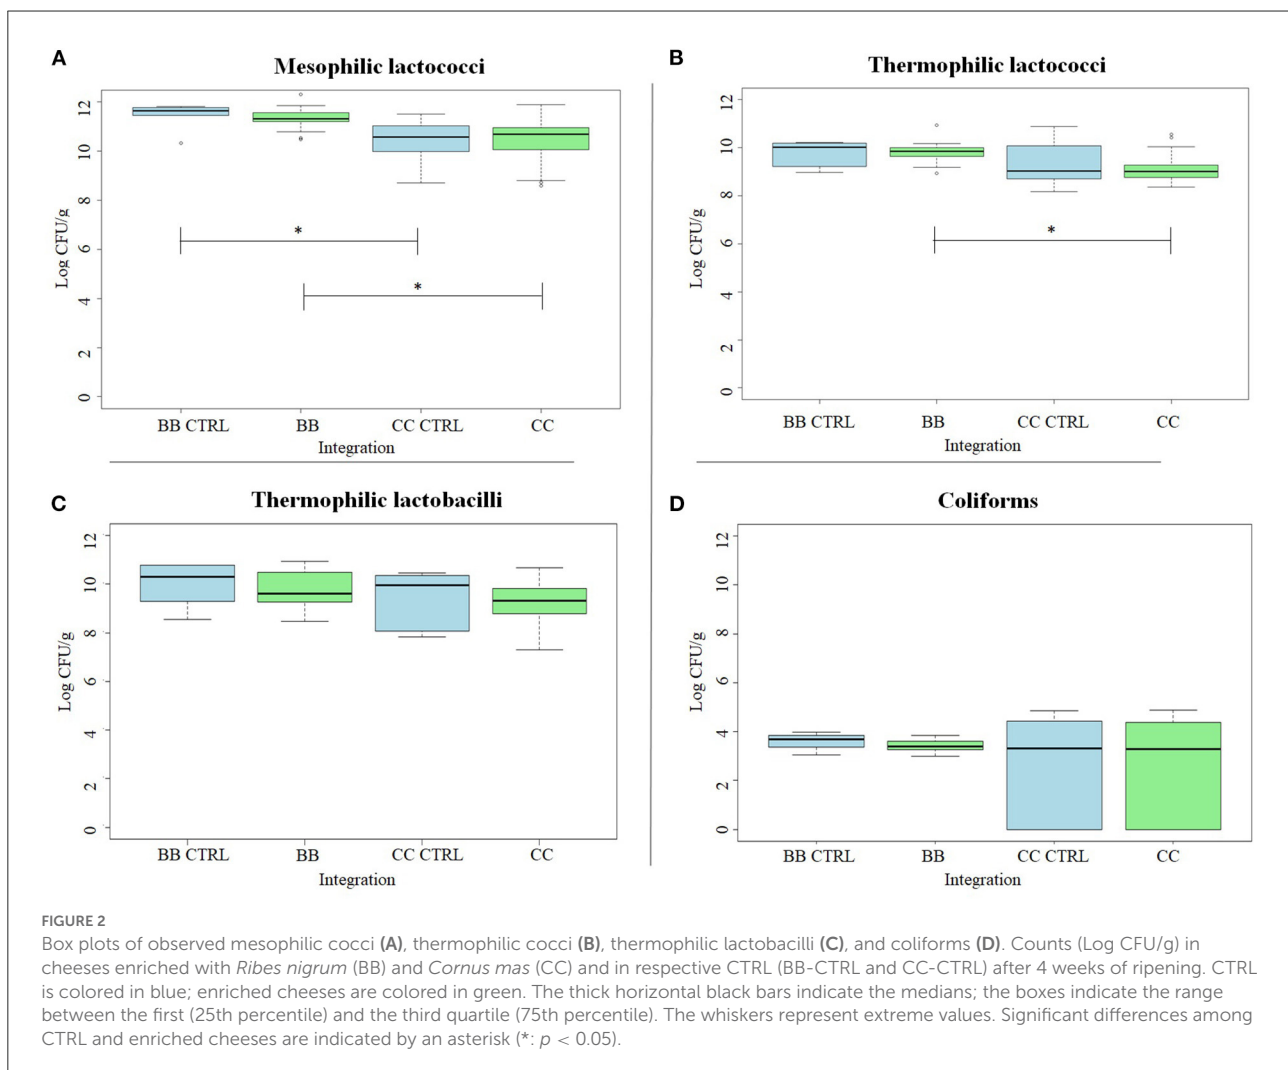 A
Mesophilic lactococci
Log CFU/g
12
10
8
6
4
2
0
*
*
BB CTRL BB CC CTRL CC
Integration
B
Thermophilic lactococci
Log CFU/g
12
10
8
6
4
2
0
*
BB CTRL BB CC CTRL CC
Integration
C
Thermophilic lactobacilli
Log CFU/g
12
10
8
6
4
2
0
BB CTRL BB CC CTRL CC
Integration
D
Coliforms
Log CFU/g
12
10
8
6
4
2
0
BB CTRL BB CC CTRL CC
Integration
FIGURE 2
Box plots of observed mesophilic cocci (A), thermophilic cocci (B), thermophilic lactobacilli (C), and coliforms (D). Counts (Log CFU/g) in
cheeses enriched with Ribes nigrum (BB) and Cornus mas (CC) and in respective CTRL (BB-CTRL and CC-CTRL) after 4 weeks of ripening. CTRL
is colored in blue; enriched cheeses are colored in green. The thick horizontal black bars indicate the medians; the boxes indicate the range
between the first (25th percentile) and the third quartile (75th percentile). The whiskers represent extreme values. Significant differences among
CTRL and enriched cheeses are indicated by an asterisk (*: p < 0.05).